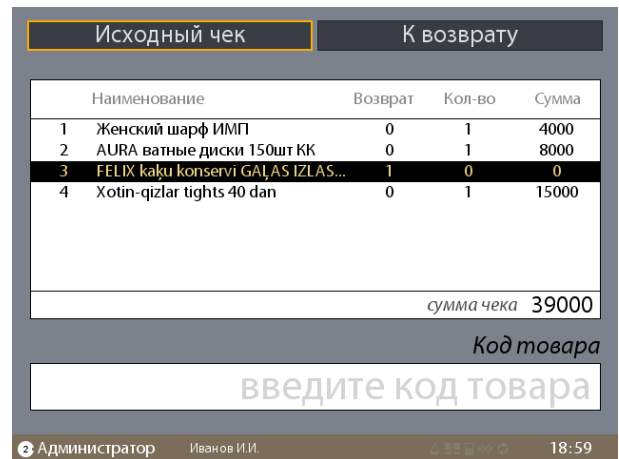 Исходный чек К возврату
Наименование Возврат Кол-во Сумма
1 Женский шарф ИМП 0 1 4000
2 AURA ватные диски 150шт КК 0 1 8000
3 FELIX kaķu konservi GAĻAS IZLAS... 1 0 0
4 Xotin-qizlar tights 40 dan 0 1 15000
сумма чека 39000
Код товара
введите код товара
2 Администратор Иванов И.И. 18:59